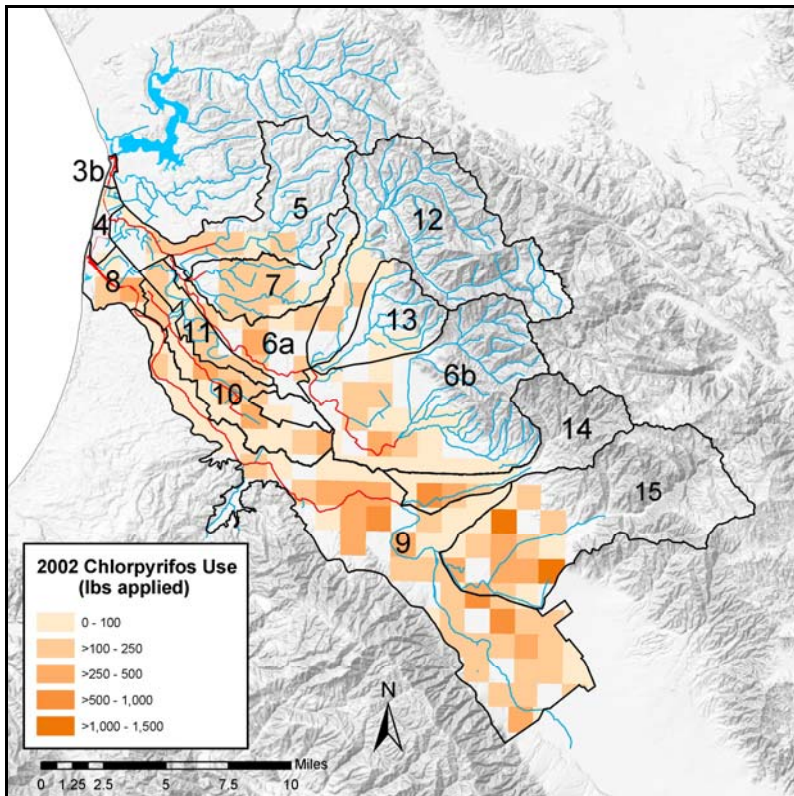 3b
5
12
4
8
7
13
11
6a
6b
10
14
15
9
2002 Chlorpyrifos Use
(lbs applied)
0 - 100
>100 - 250
>250 - 500
>500 - 1,000
>1,000 - 1,500
N
Miles
0 1.25 2.5 5 7.5 10